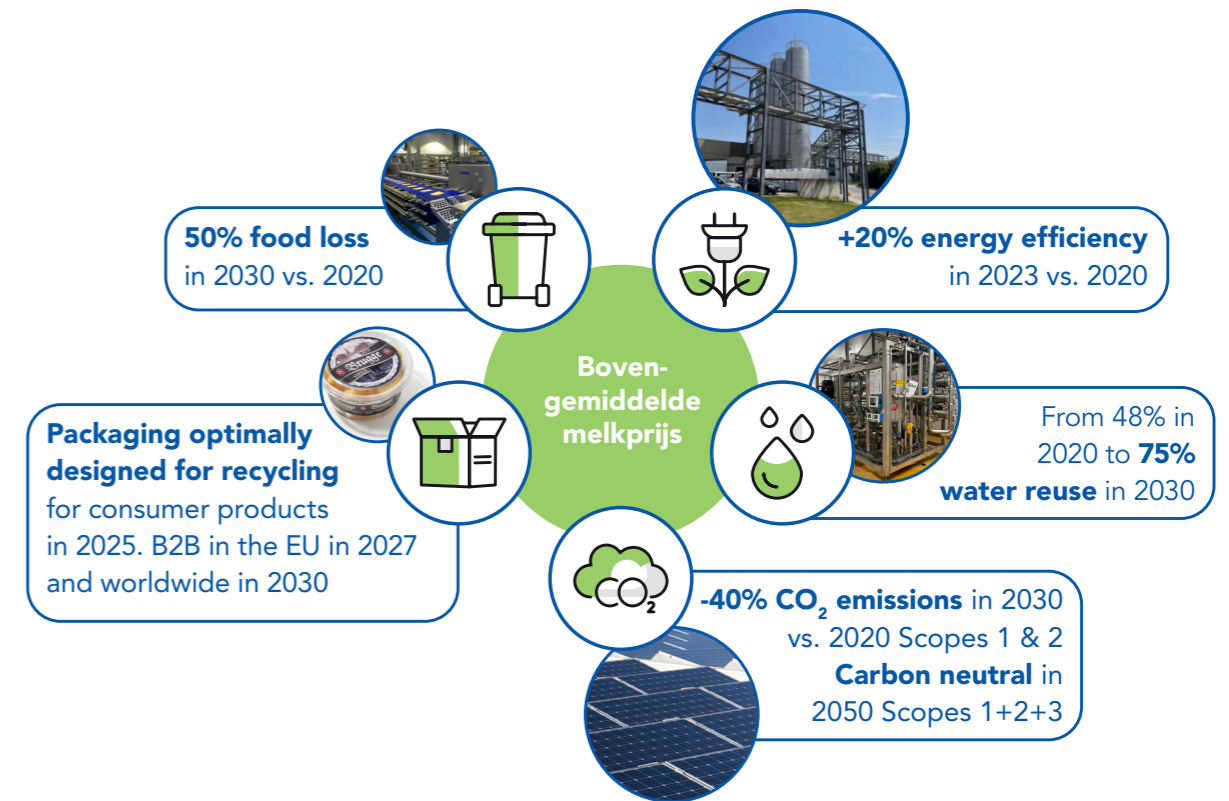 50% food loss
in 2030 vs. 2020
+20% energy efficiency
in 2023 vs. 2020
Boven-
gemiddelde
melkprijs
Brugge
Packaging optimally
designed for recycling
for consumer products
in 2025. B2B in the EU in 2027
and worldwide in 2030
From 48% in
2020 to 75%
water reuse in 2030
2
-40% CO₂ emissions in 2030
vs. 2020 Scopes 1 & 2
Carbon neutral in
2050 Scopes 1+2+3